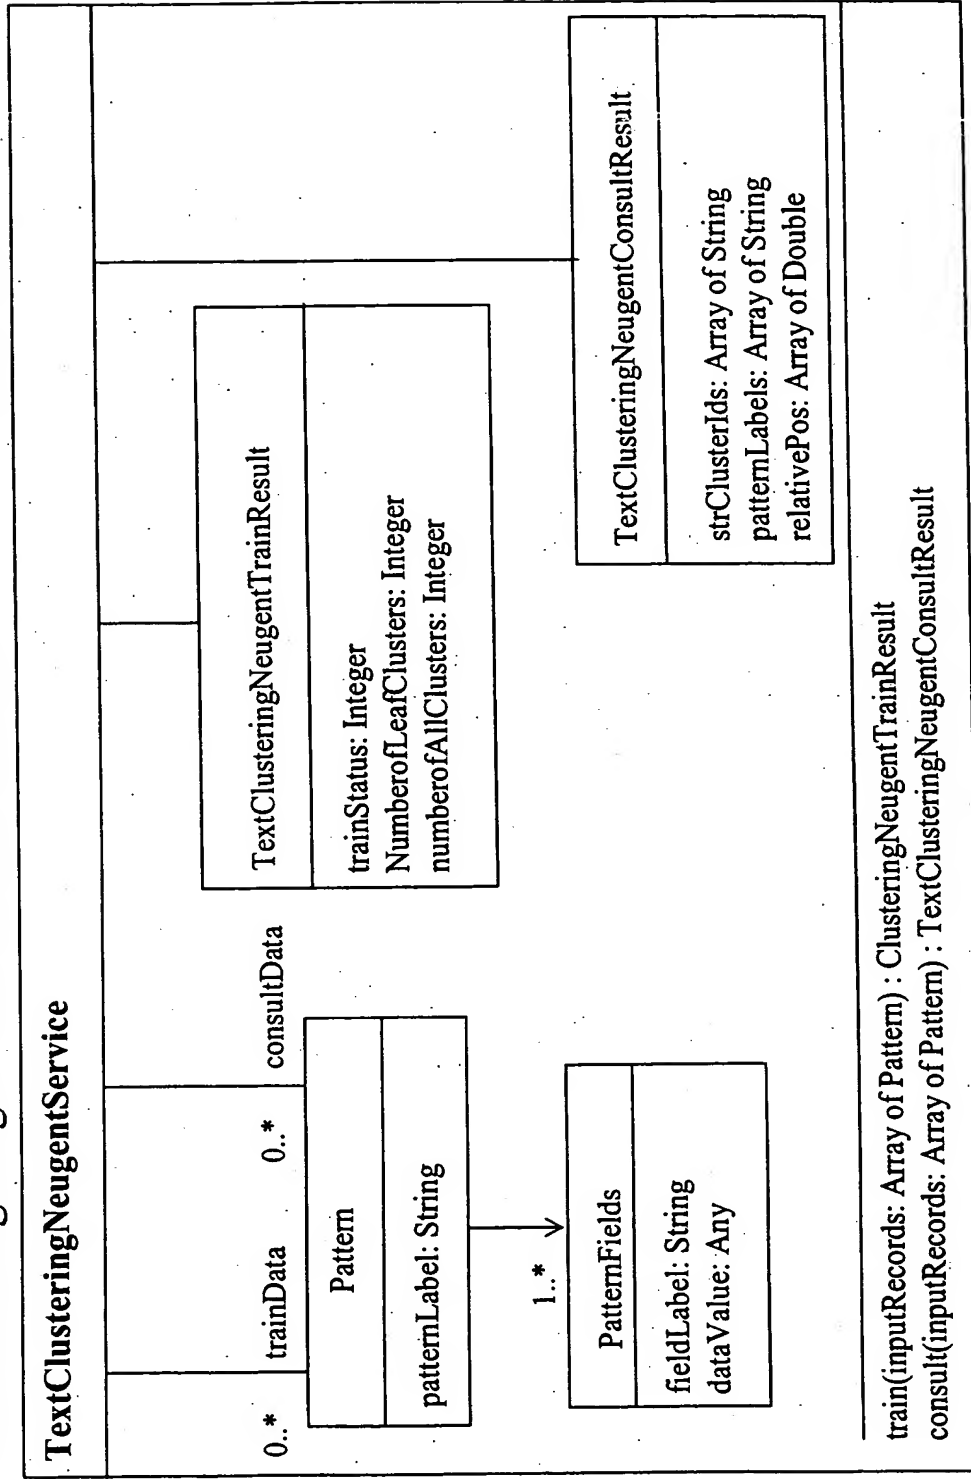 TextClusteringNeugentService
0..*
trainData
0..*
consultData
Pattern
patternLabel: String
1..*
PatternFields
fieldLabel: String
dataValue: Any
TextClusteringNeugentTrainResult
trainStatus: Integer
NumberofLeafClusters: Integer
numberofAllClusters: Integer
TextClusteringNeugentConsultResult
strClusterIds: Array of String
patternLabels: Array of String
relativePos: Array of Double
train(inputRecords: Array of Pattern) : ClusteringNeugentTrainResult
consult(inputRecords: Array of Pattern) : TextClusteringNeugentConsultResult